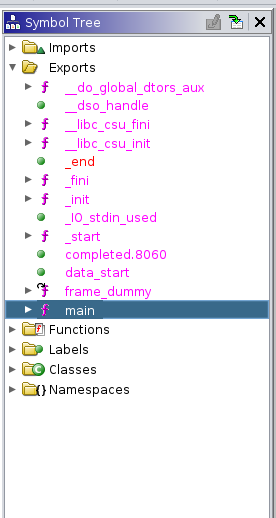 Symbol Tree
Imports
Exports
__do_global_dtors_aux
__dso_handle
__libc_csu_fini
__libc_csu_init
_end
_fini
_init
_IO_stdin_used
_start
completed.8060
data_start
frame_dummy
main
Functions
Labels
Classes
Namespaces